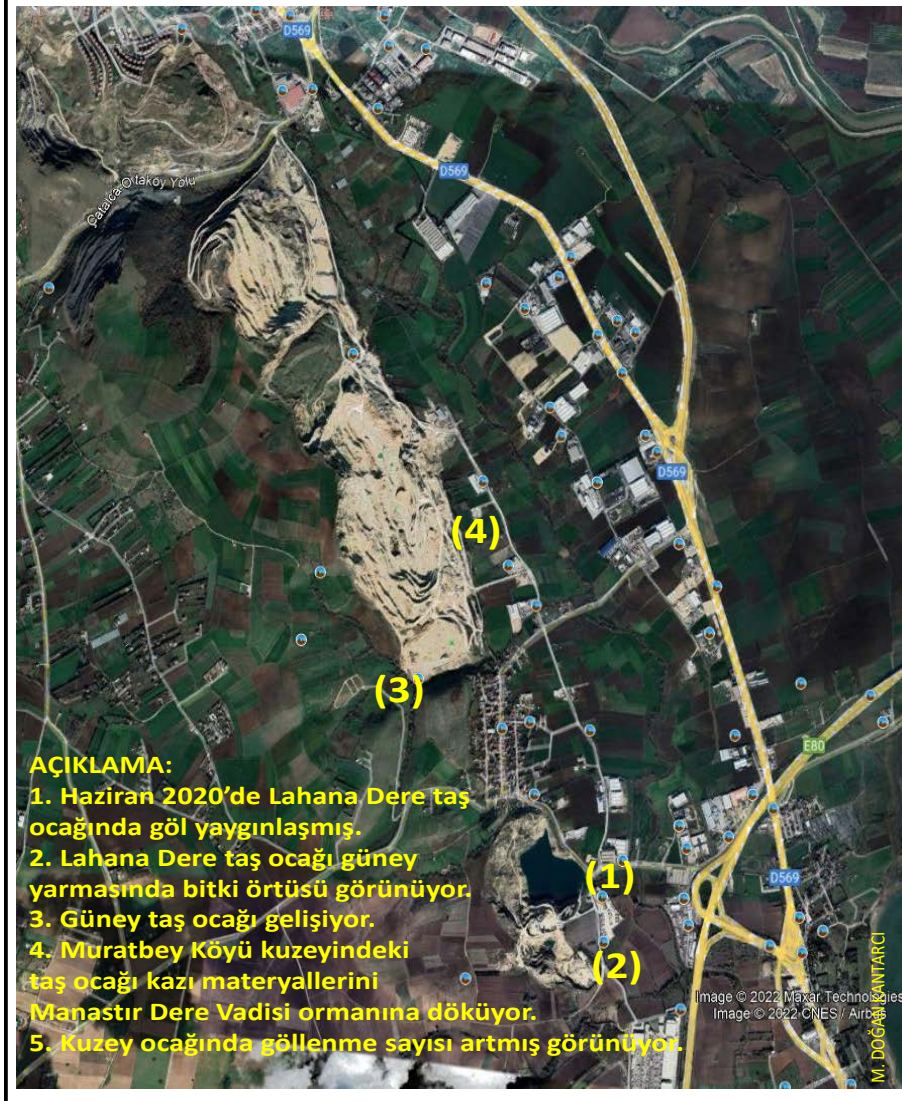 D569
Çatalca-Ortaköy Yolu
D569
D569
(4)
(3)
E80
AÇIKLAMA:
1. Haziran 2020’de Lahana Dere taş
ocağında göl yaygınlaşmış.
2. Lahana Dere taş ocağı güney
yarmasında bitki örtüsü görünüyor.
3. Güney taş ocağı gelişiyor.
4. Muratbey Köyü kuzeyindeki
taş ocağı kazı materyallerini
Manastır Dere Vadisi ormanına döküyor.
5. Kuzey ocağında göllenme sayısı artmış görünüyor.
(1)
D569
(2)
Image © 2022 Maxar Technologies
Image © 2022 CNES / Airbus
M. DOĞAN KANTARCI